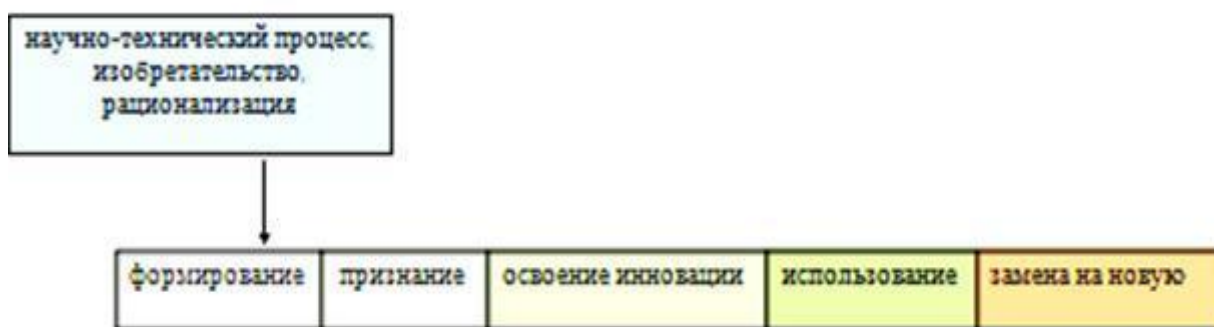 научно-технический процесс,
изобретательство,
рационализация
формирование признание освоение инновации использование замена на новую